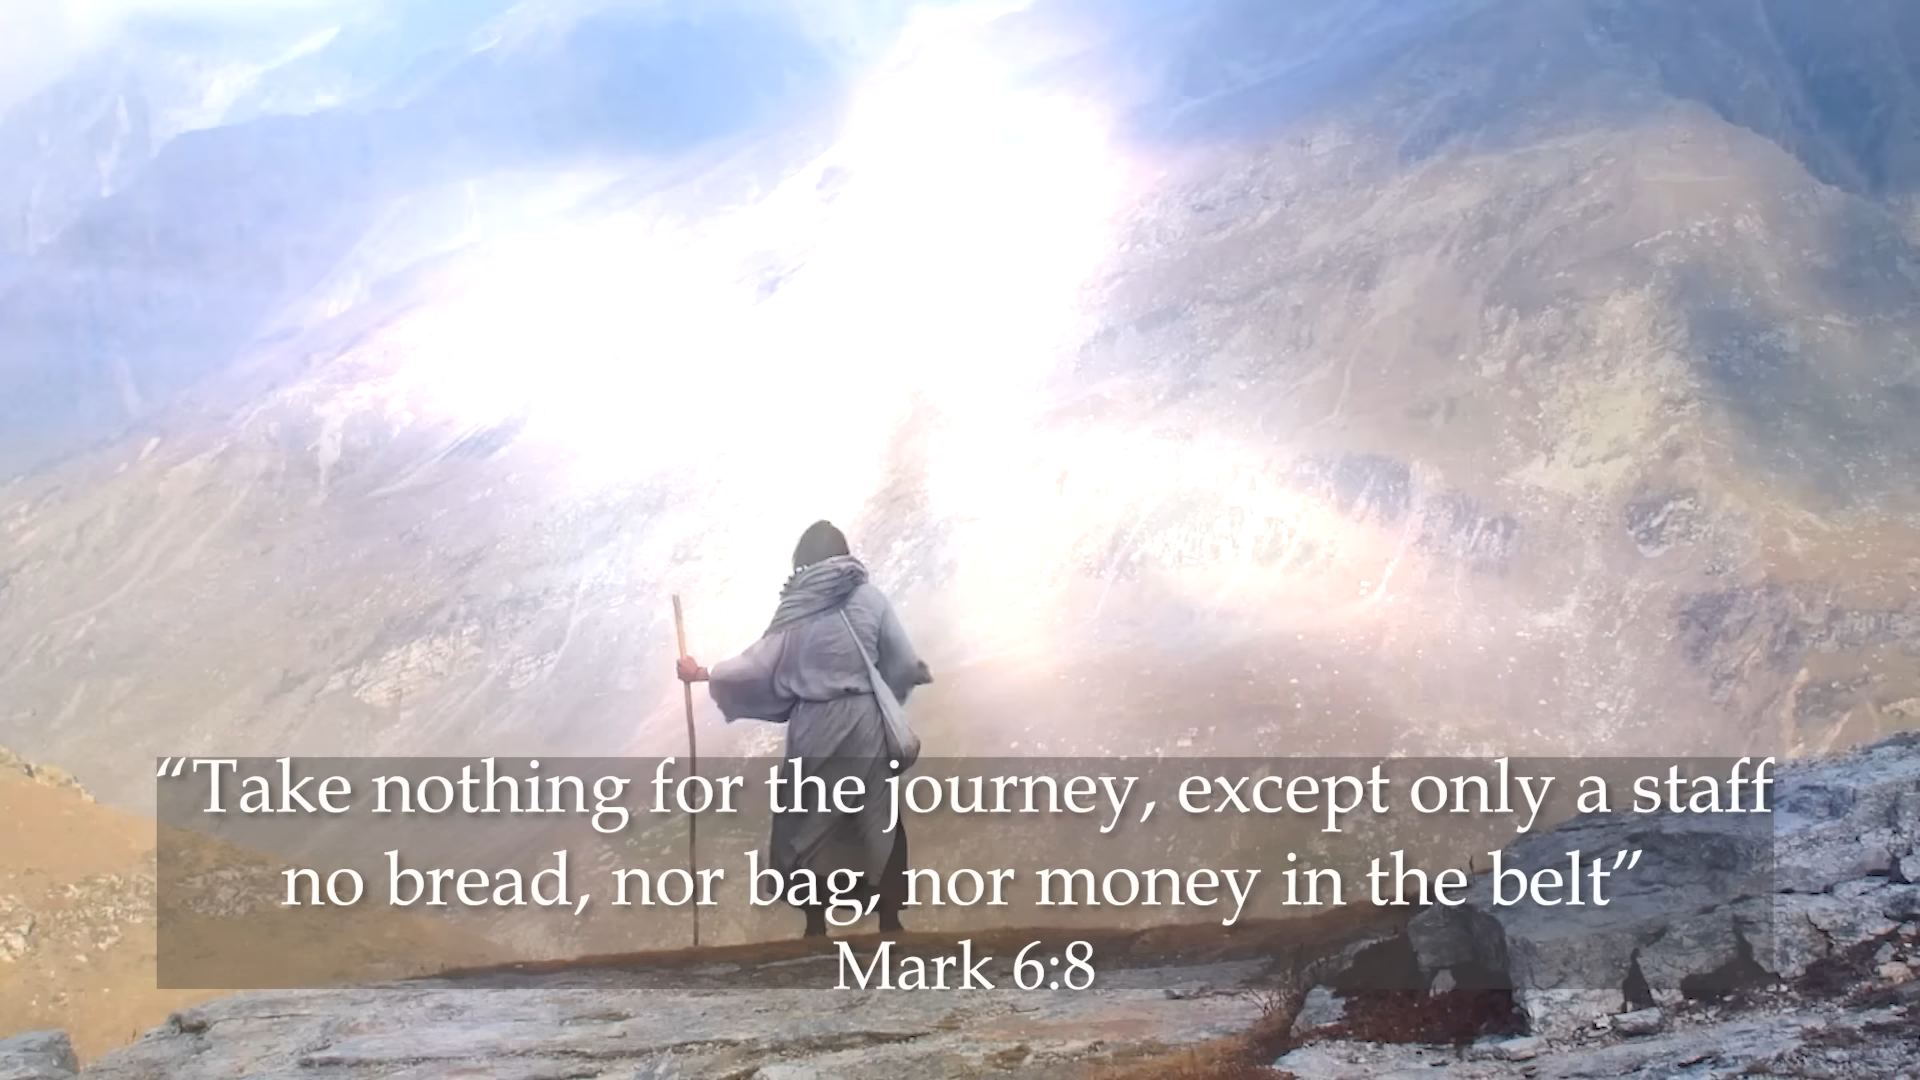 “Take nothing for the journey, except only a staff
no bread, nor bag, nor money in the belt”
Mark 6:8